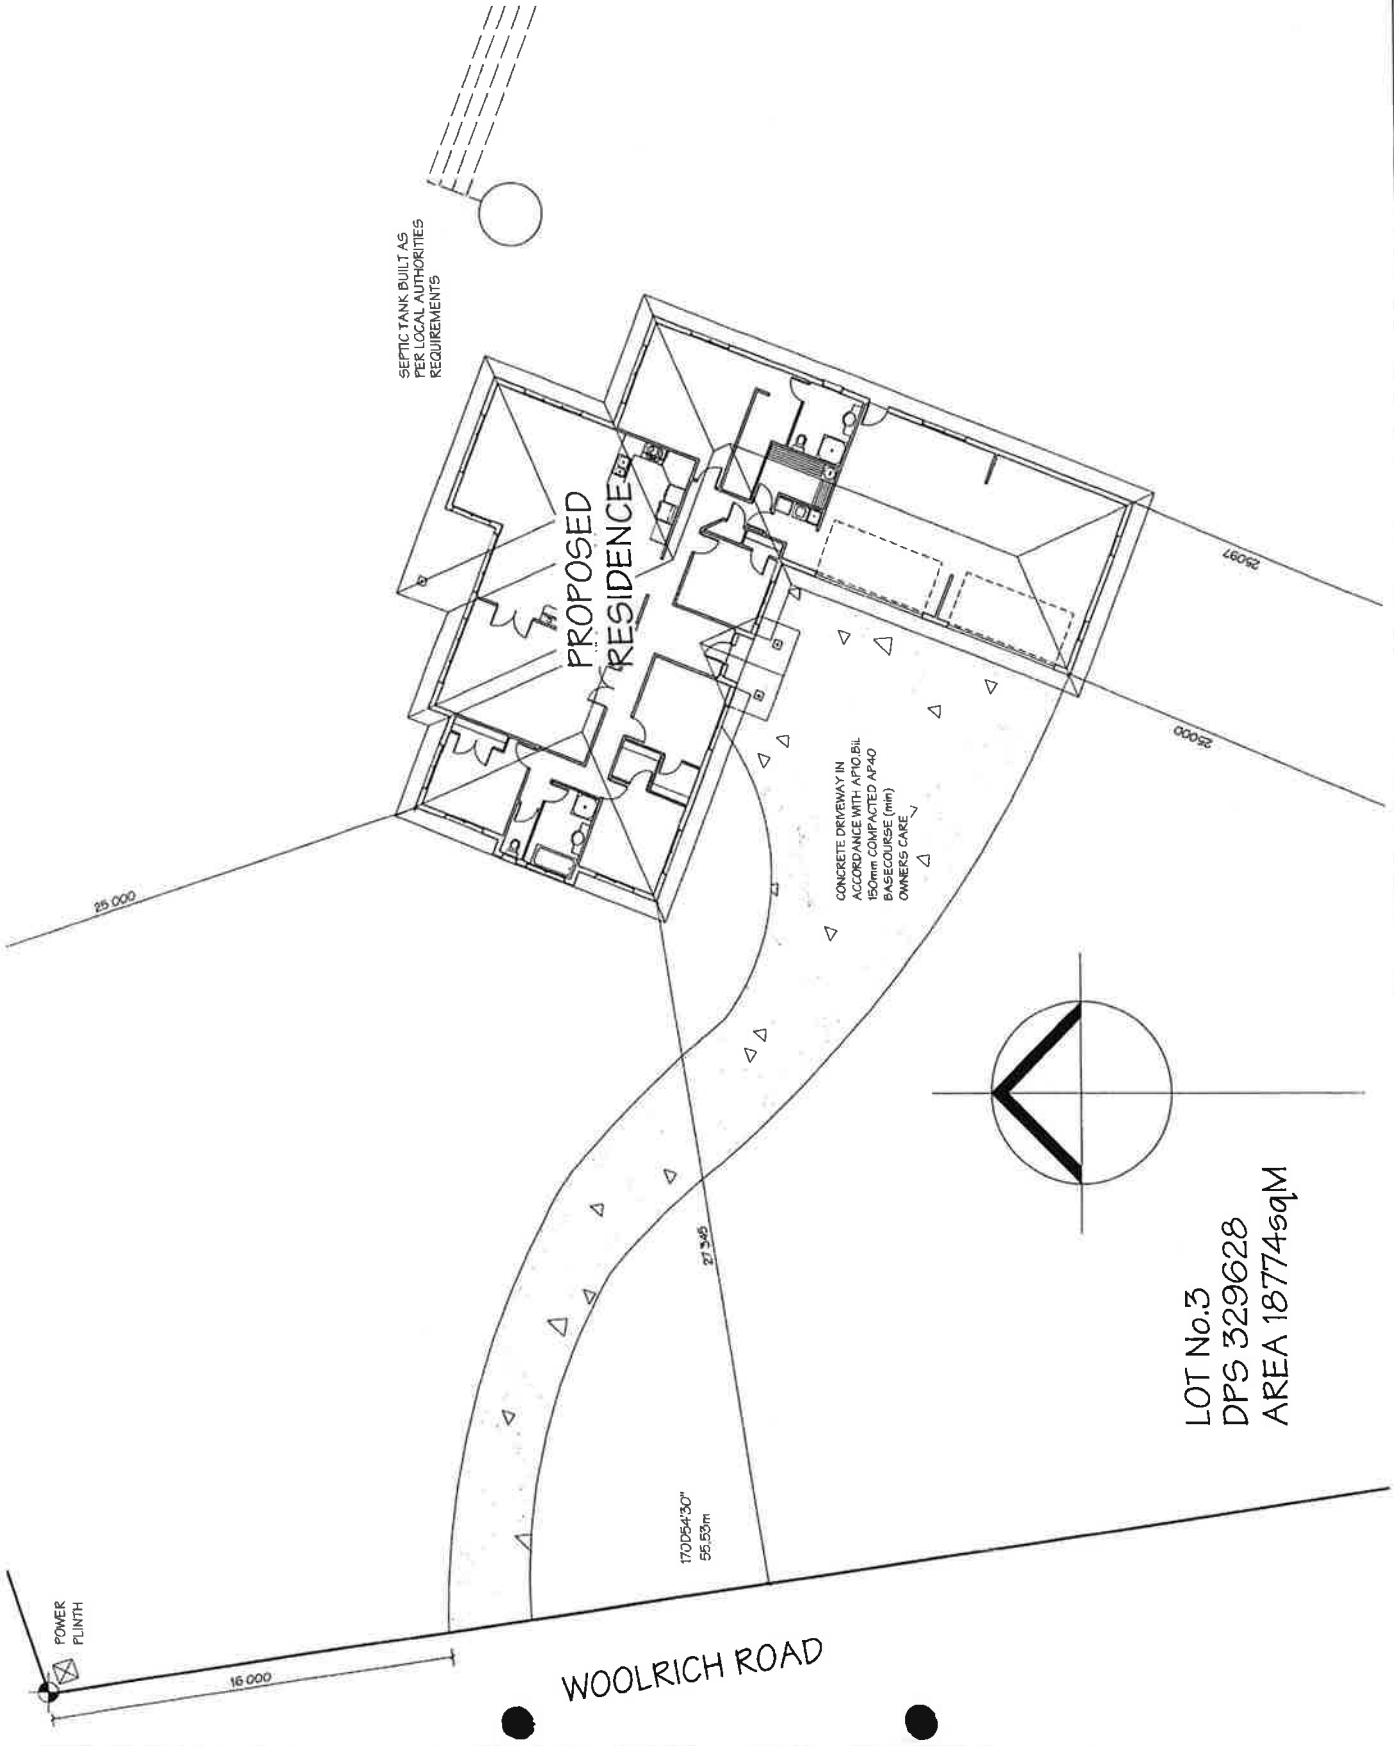 SEPTIC TANK BUILT AS
PER LOCAL AUTHORITIES
REQUIREMENTS
PROPOSED
RESIDENCE
25097
25000
25 000
CONCRETE DRIVEWAY IN
ACCORDANCE WITH AP10.BIL
150mm COMPACTED AP40
BASECOURSE (min)
OWNERS CARE
27 345
170D54'30"
55.53m
POWER
PLINTH
16 000
WOOLRICH ROAD
LOT No.3
DPS 329628
AREA 18774sqM